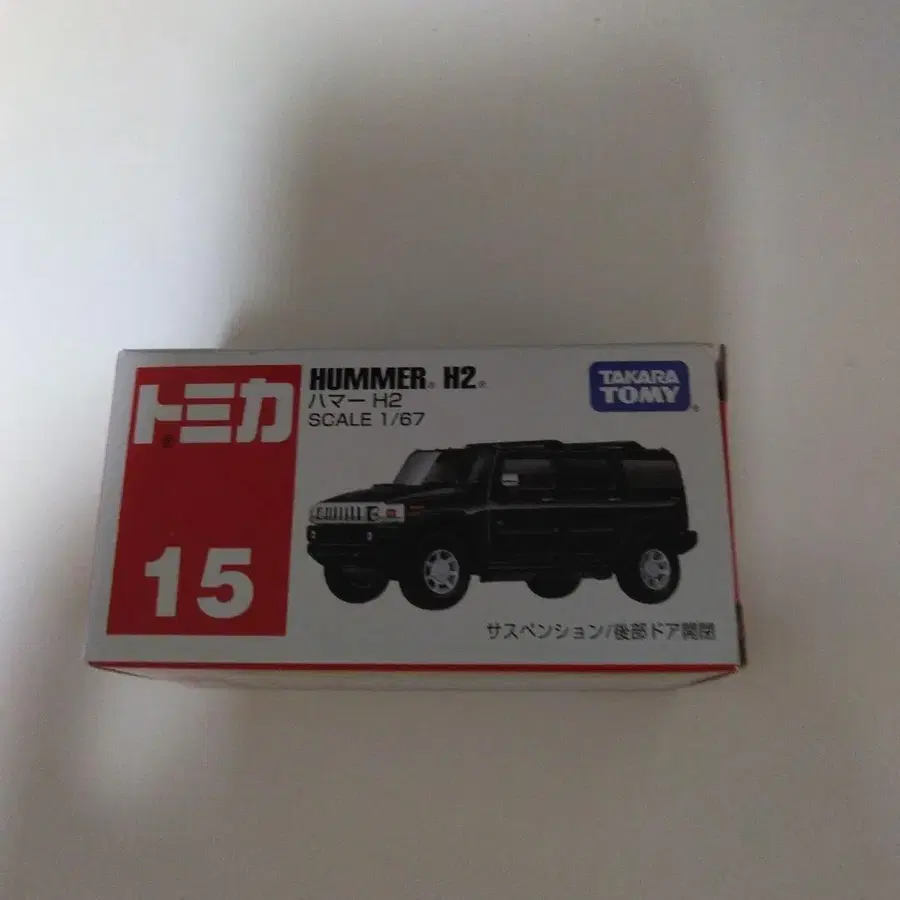 トミカ®
15
HUMMER® H2®
ハマー H2
SCALE 1/67
TAKARA
TOMY®
サスペンション/後部ドア開閉